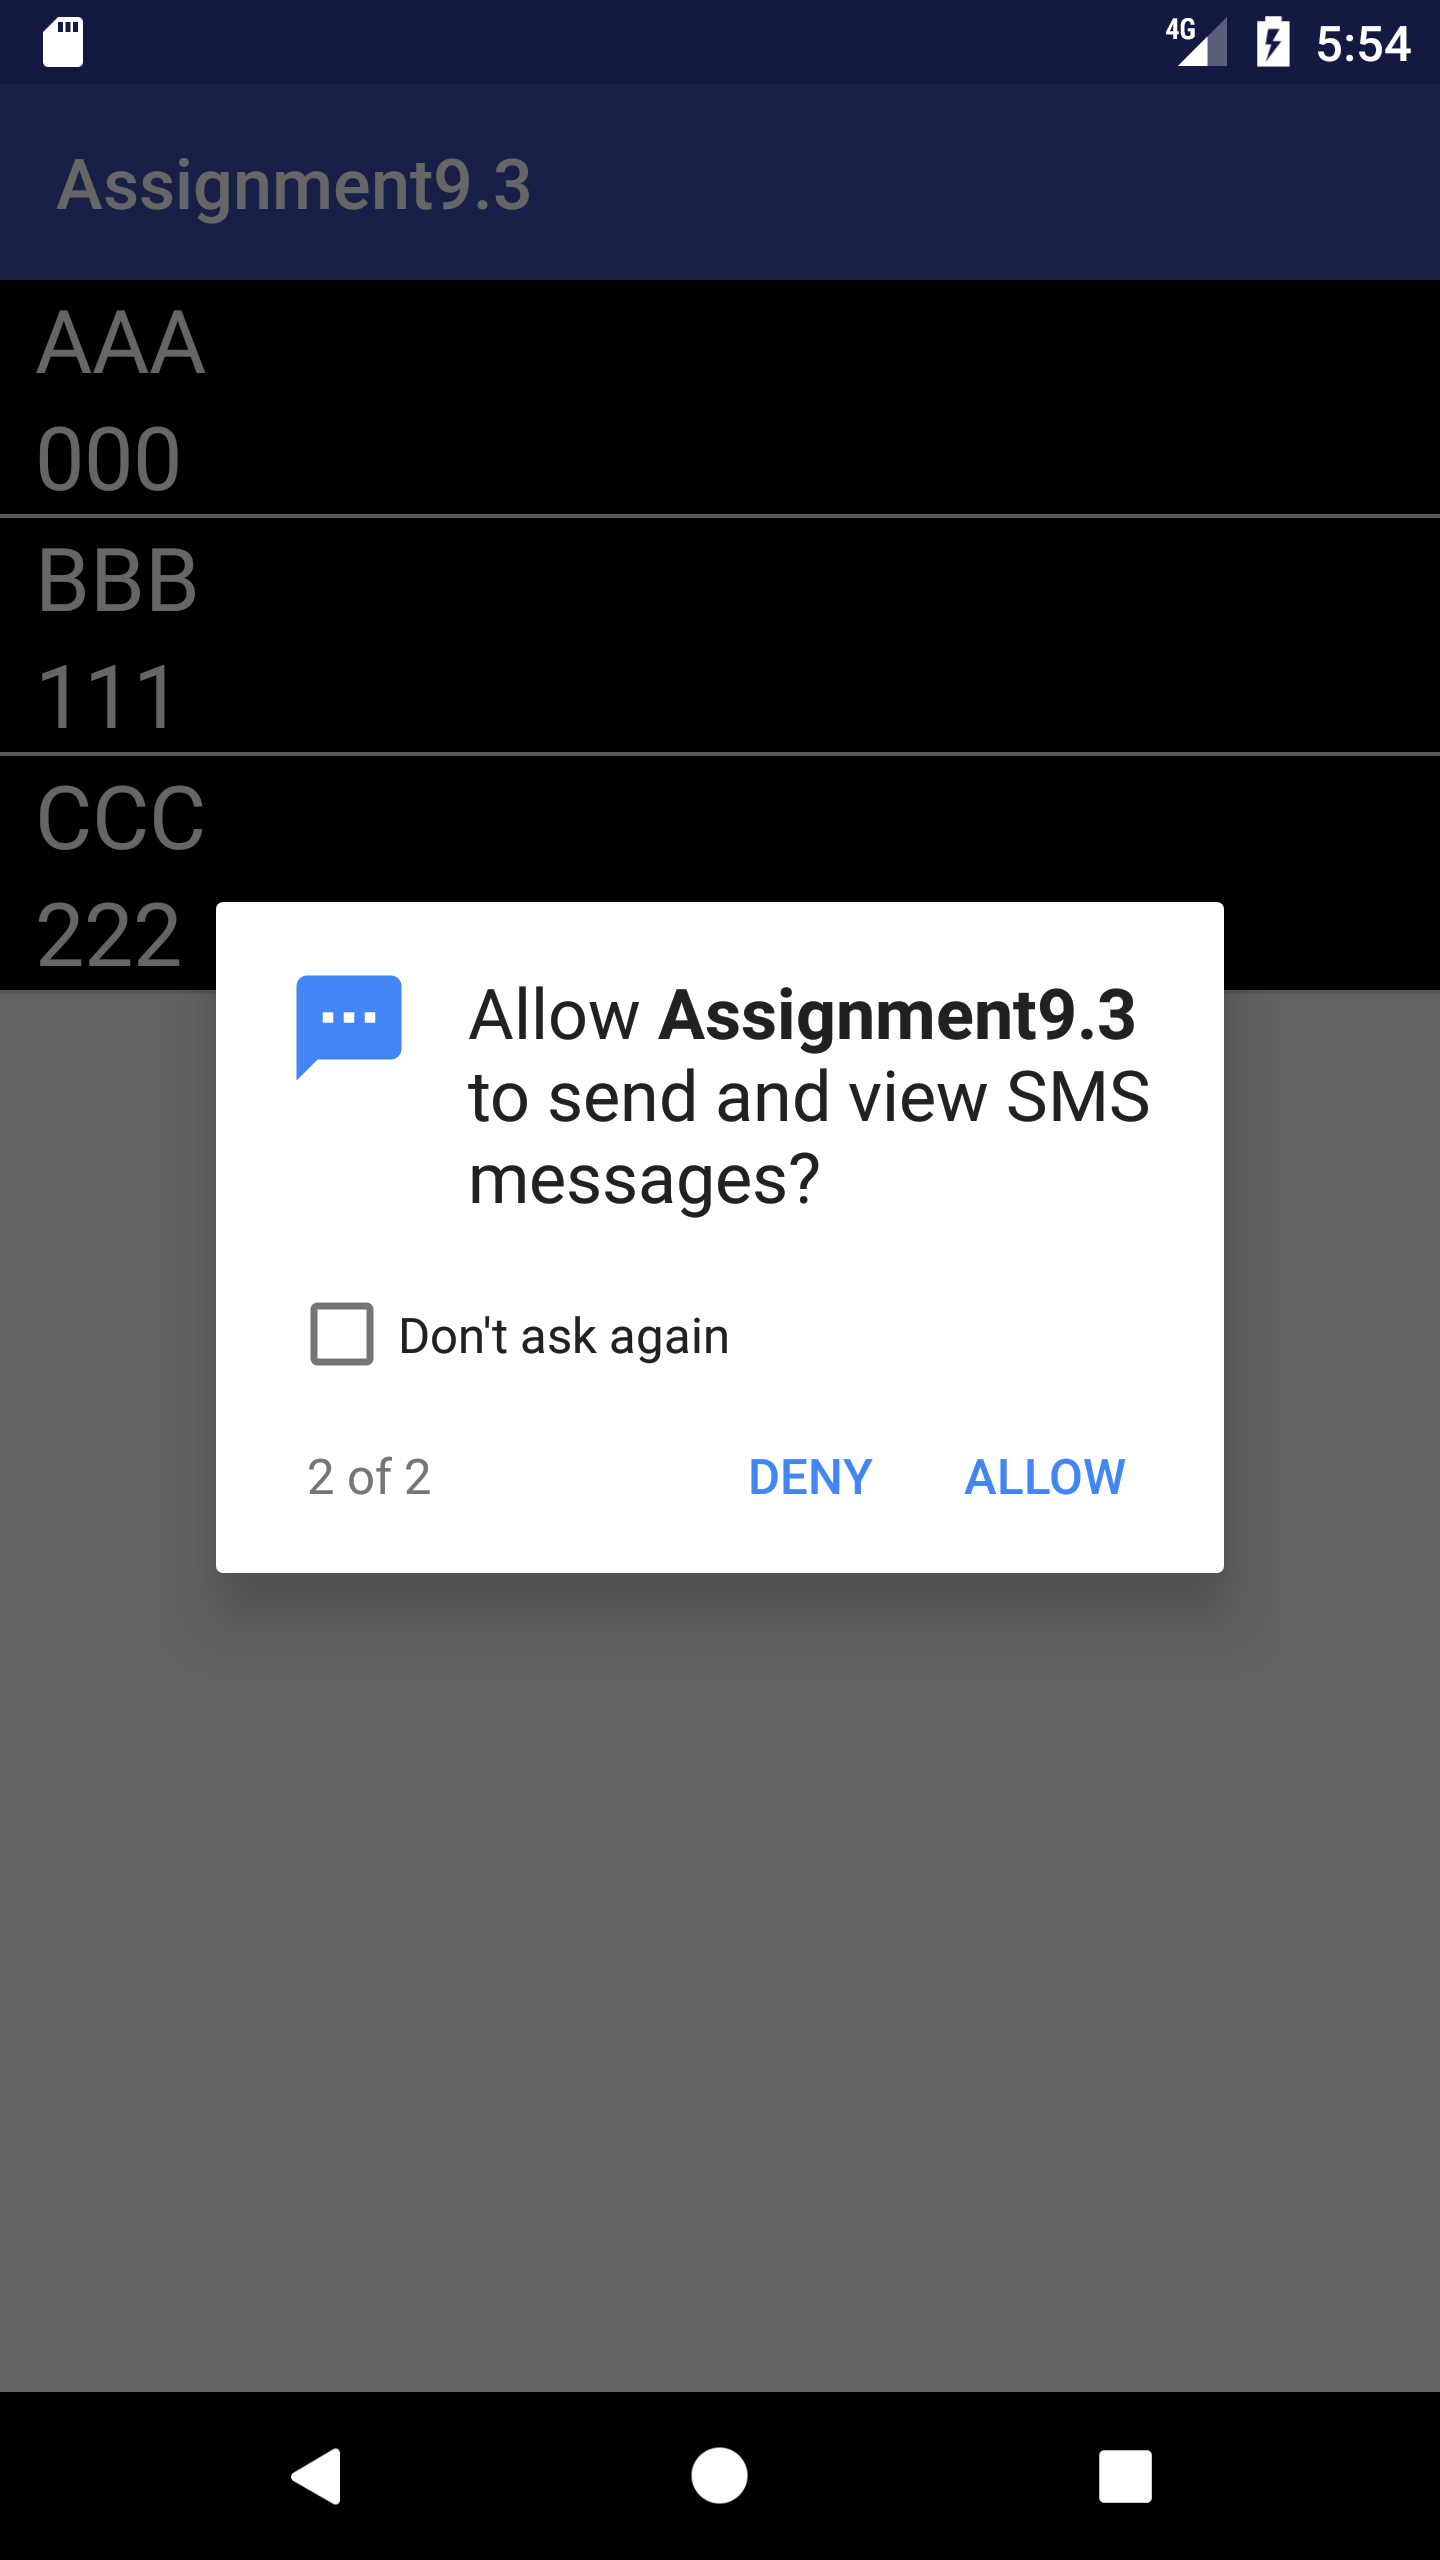 4G 5:54
Assignment9.3
AAA
000
BBB
111
CCC
222
Allow Assignment9.3
to send and view SMS
messages?
Don't ask again
2 of 2 DENY ALLOW